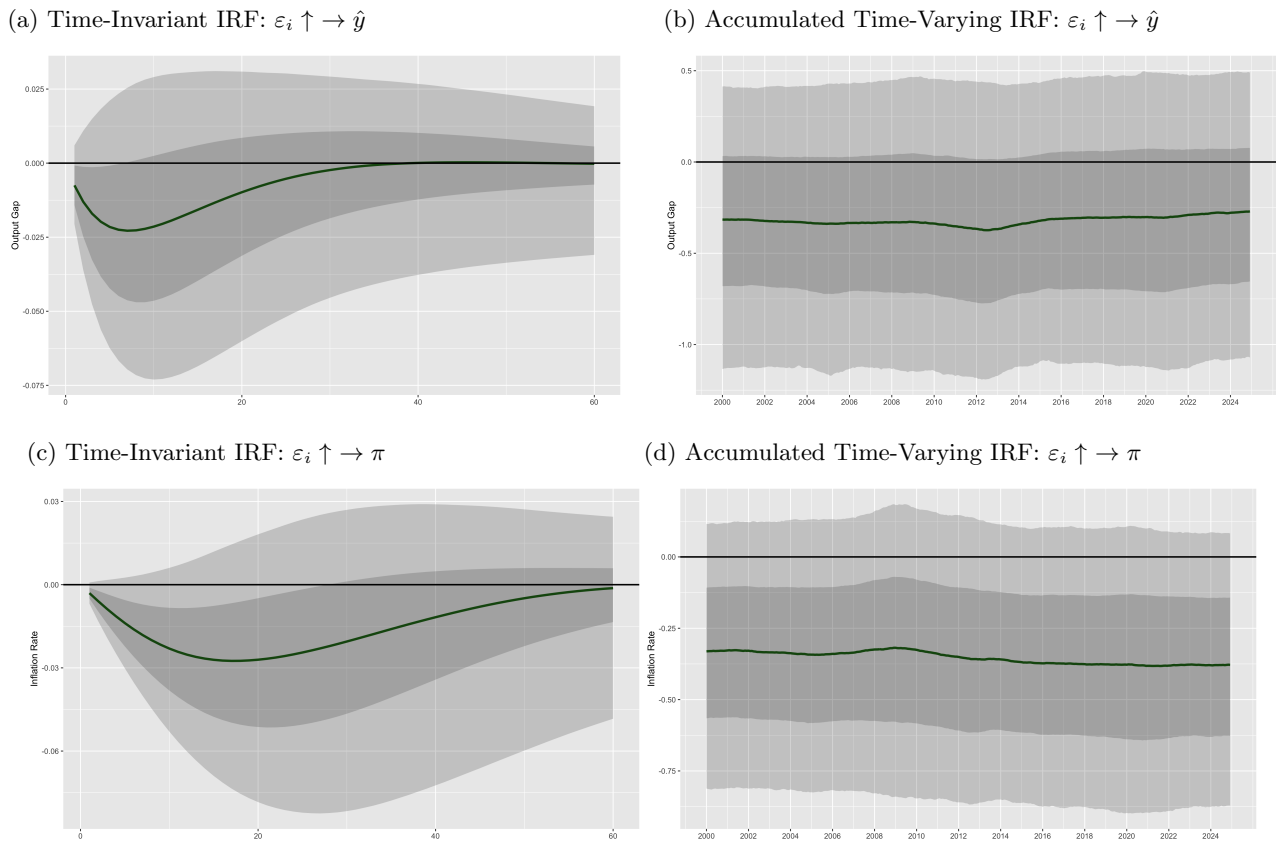 (a) Time-Invariant IRF: εᵢ ↑ → ŷ
Output Gap
0.025
0.000
-0.025
-0.050
-0.075
0 20 40 60
(b) Accumulated Time-Varying IRF: εᵢ ↑ → ŷ
Output Gap
0.5
0.0
-0.5
-1.0
2000 2002 2004 2006 2008 2010 2012 2014 2016 2018 2020 2022 2024
(c) Time-Invariant IRF: εᵢ ↑ → π
Inflation Rate
0.03
0.00
-0.03
-0.06
0 20 40 60
(d) Accumulated Time-Varying IRF: εᵢ ↑ → π
Inflation Rate
0.00
-0.25
-0.50
-0.75
2000 2002 2004 2006 2008 2010 2012 2014 2016 2018 2020 2022 2024